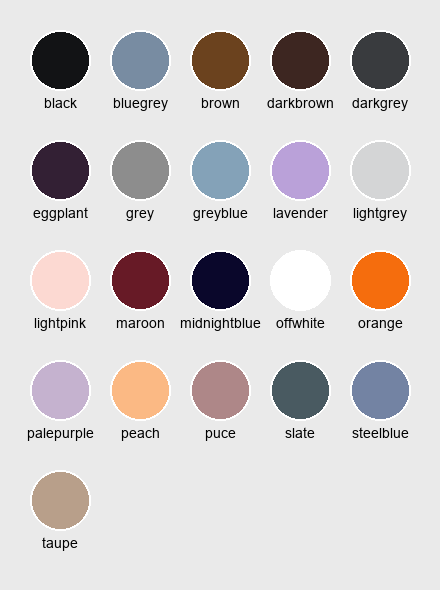 black bluegrey brown darkbrown darkgrey
eggplant grey greyblue lavender lightgrey
lightpink maroon midnightblue offwhite orange
palepurple peach puce slate steelblue
taupe